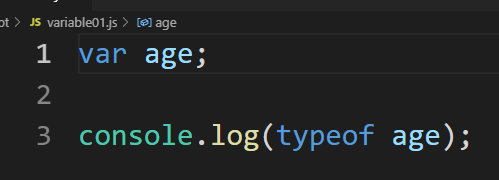 ot > JS variable01.js > age
1 var age;
2
3 console.log(typeof age);